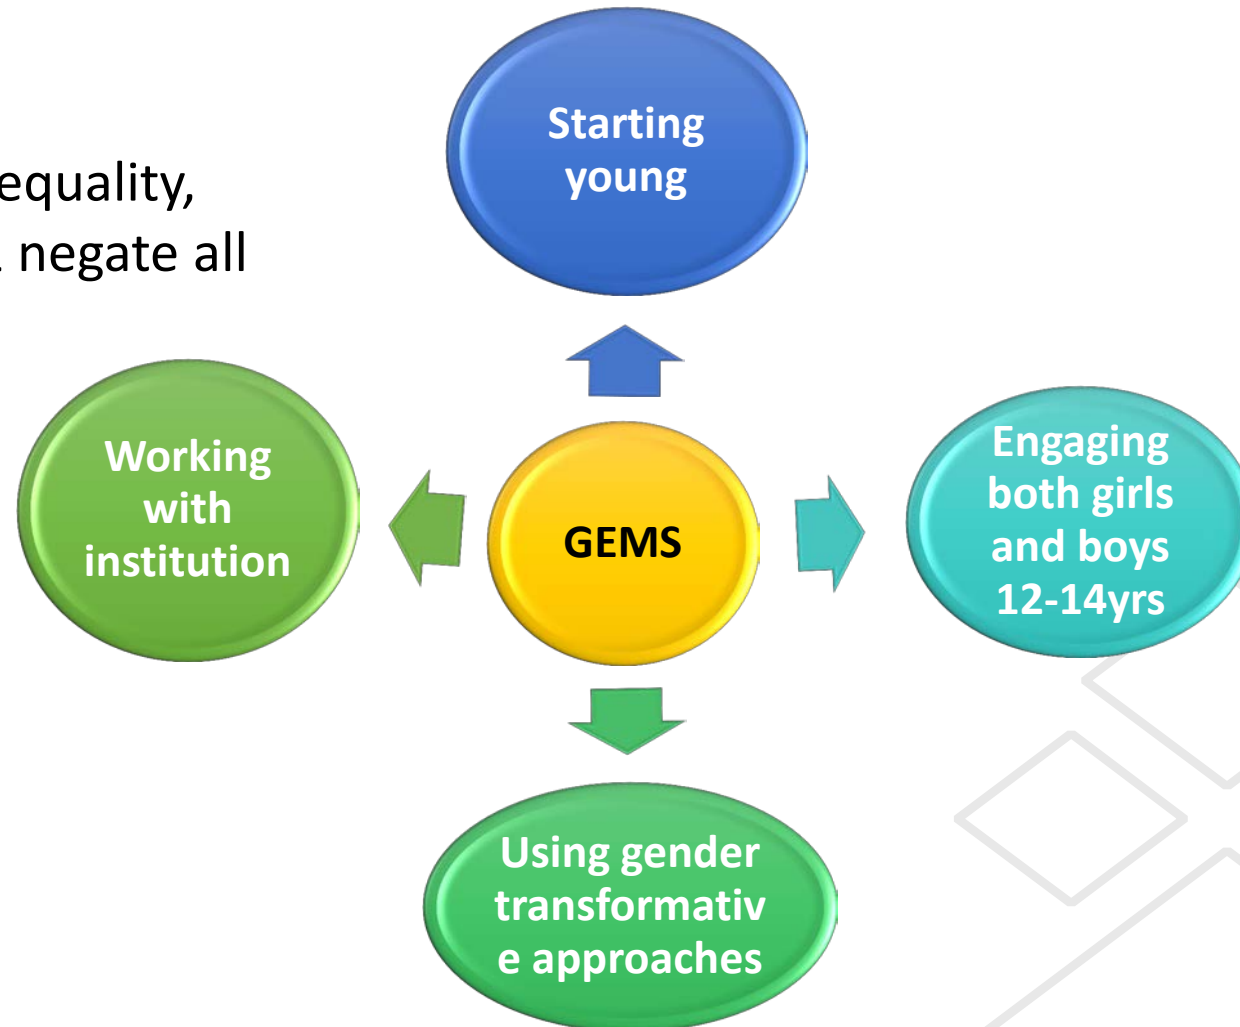 Starting
young
equality,
negate all
Working
with
institution
GEMS
Engaging
both girls
and boys
12-14yrs
Using gender
transformativ
e approaches